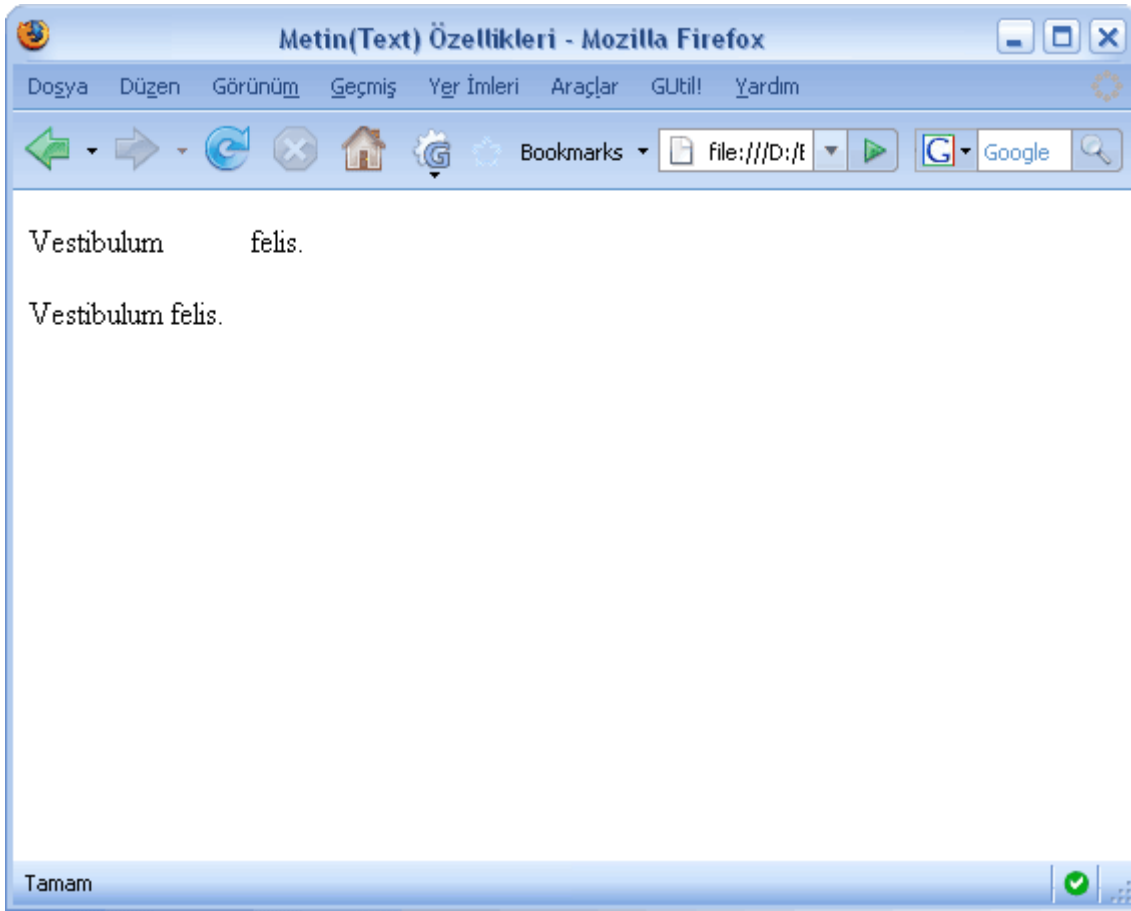 Metin(Text) Özellikleri - Mozilla Firefox
Dosya Düzen Görünüm Geçmiş Yer İmleri Araçlar GUtil! Yardım
G Bookmarks file:///D:/E G Google
Vestibulum felis.
Vestibulum felis.
Tamam